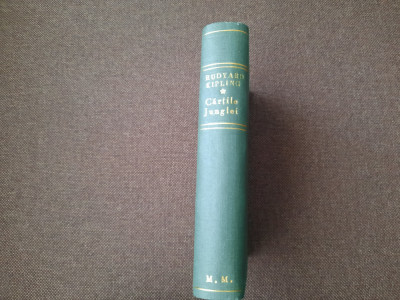 RUDYARD
KIPLING
*
Cărțile
Junglei
M. M.